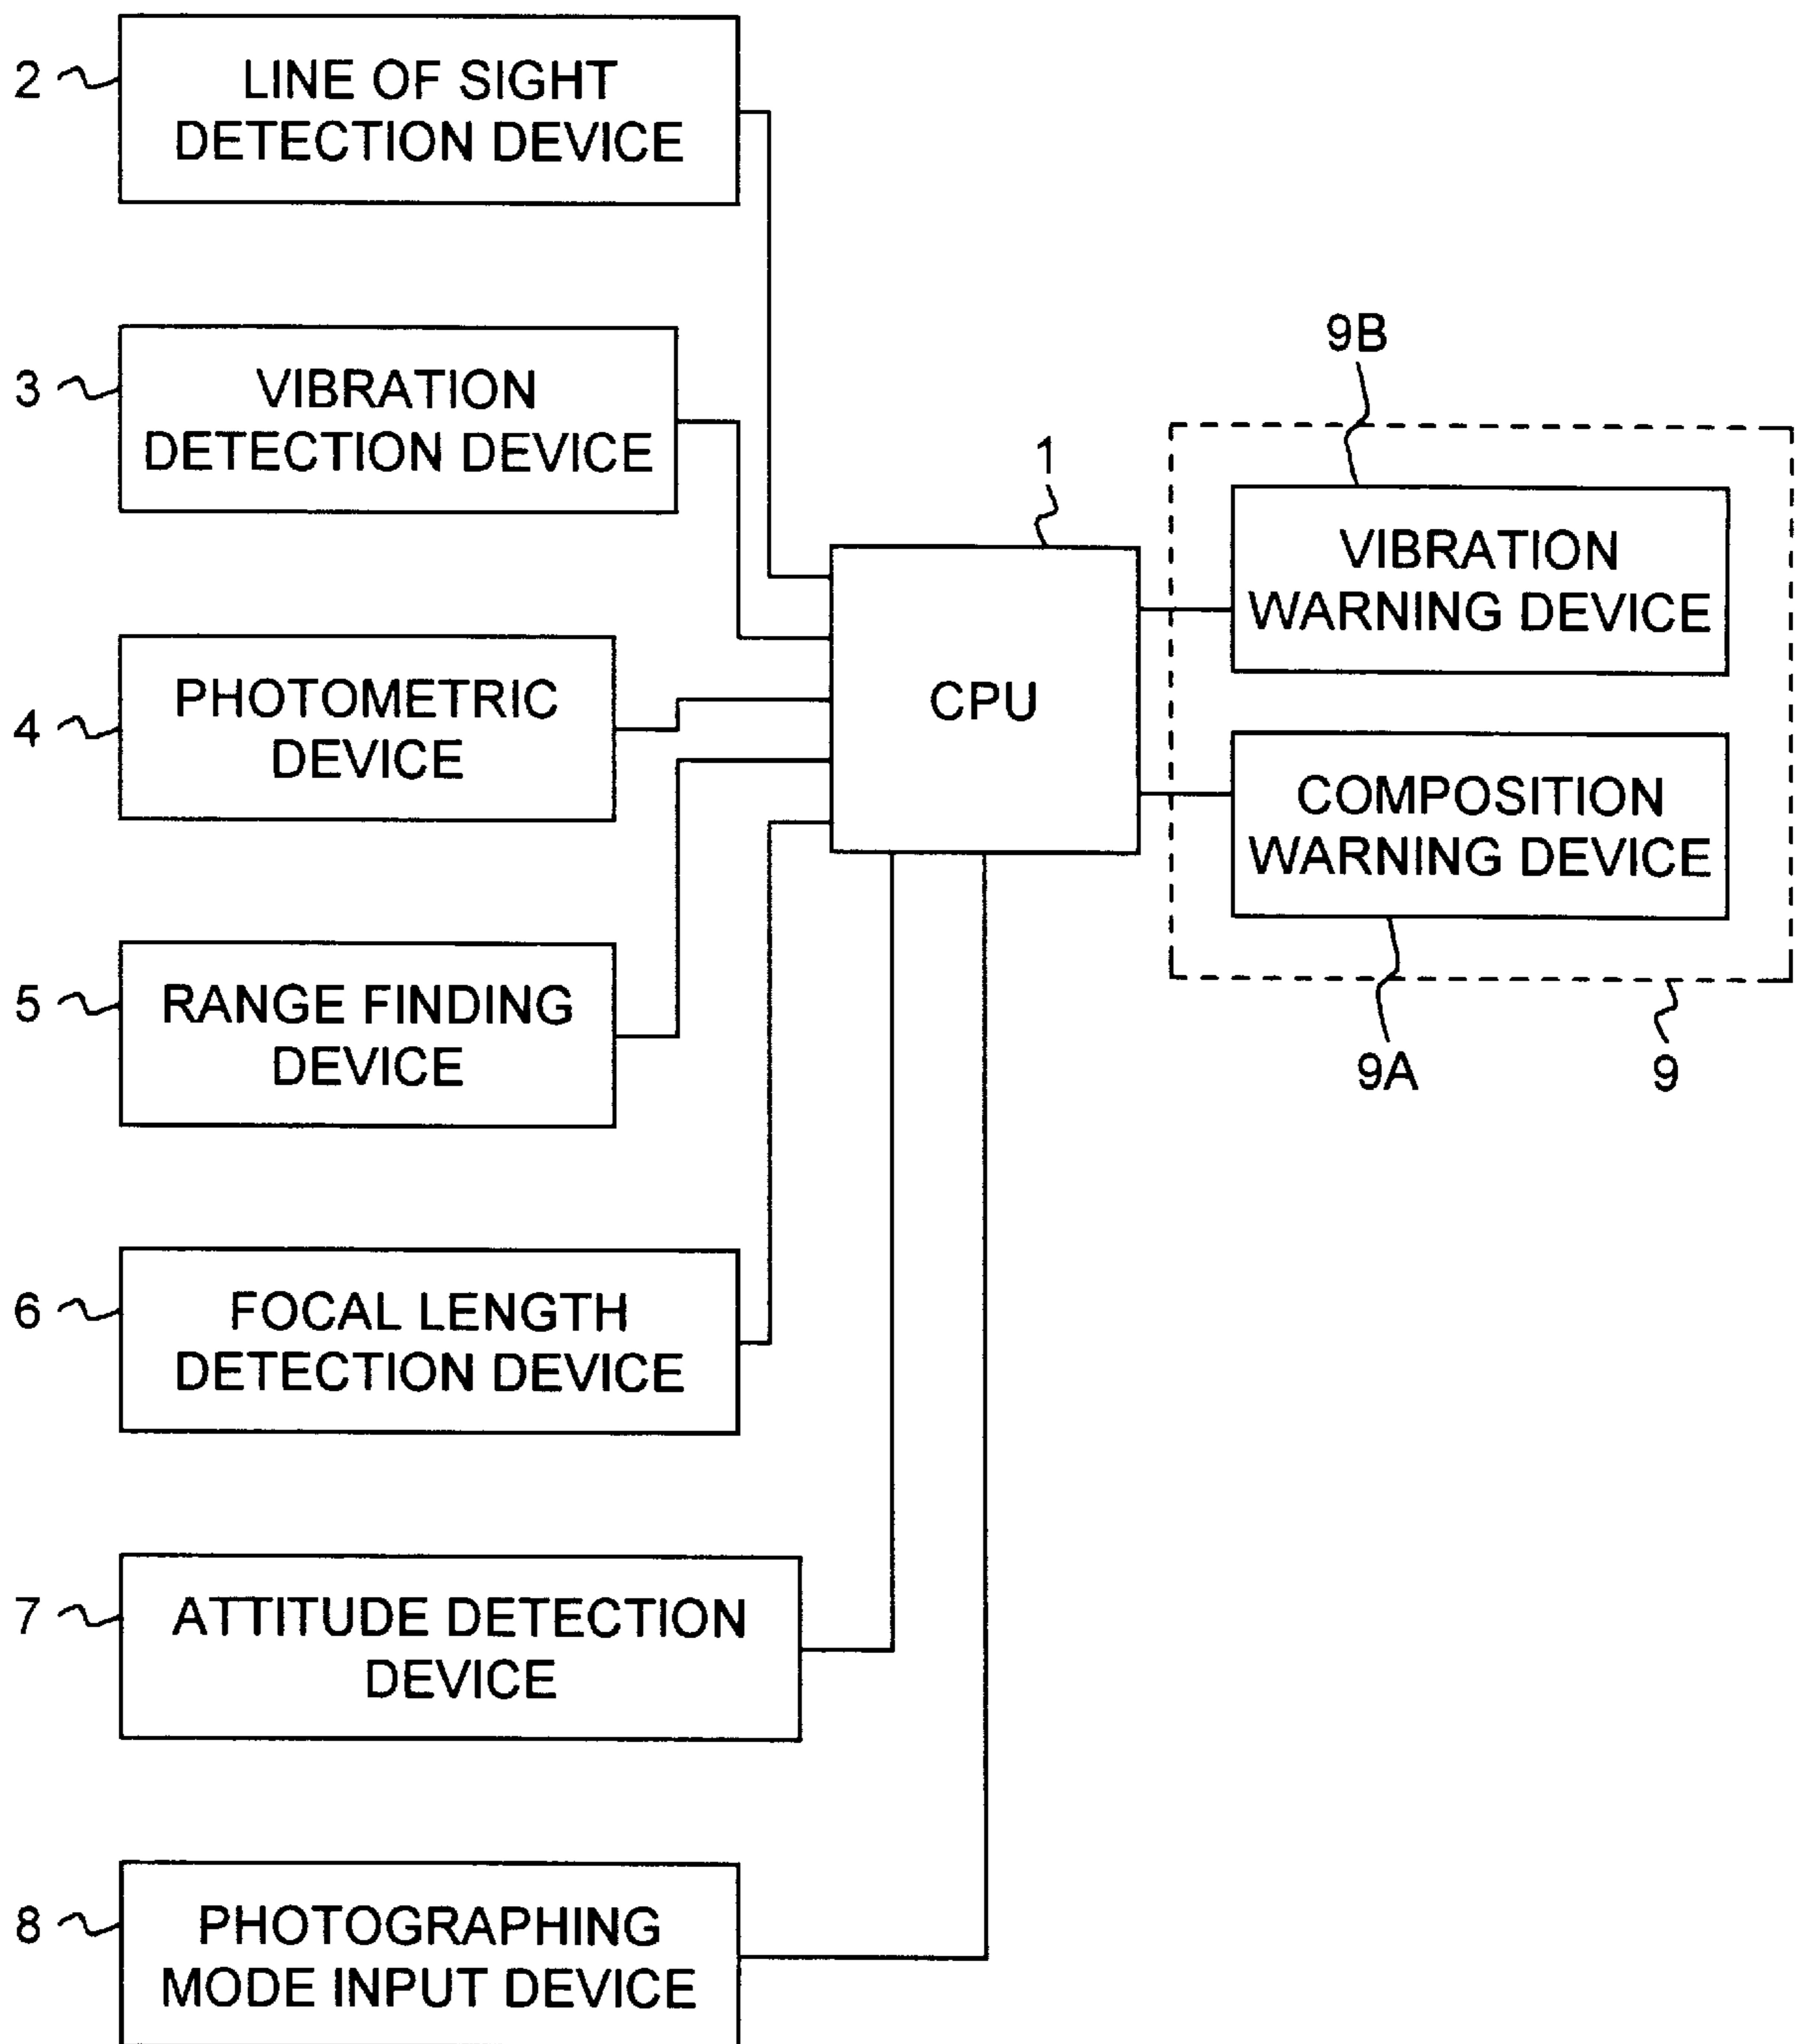 2
LINE OF SIGHT
DETECTION DEVICE
3
VIBRATION
DETECTION DEVICE
4
PHOTOMETRIC
DEVICE
5
RANGE FINDING
DEVICE
6
FOCAL LENGTH
DETECTION DEVICE
7
ATTITUDE DETECTION
DEVICE
8
PHOTOGRAPHING
MODE INPUT DEVICE
1
CPU
9B
VIBRATION
WARNING DEVICE
COMPOSITION
WARNING DEVICE
9A
9